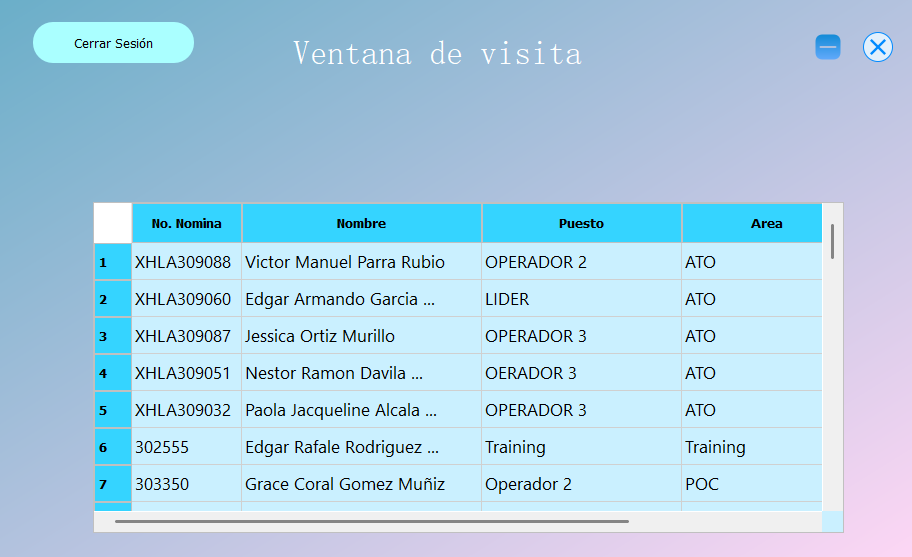 Cerrar Sesión
Ventana de visita
No. Nomina Nombre Puesto Area
1 XHLA309088 Victor Manuel Parra Rubio OPERADOR 2 ATO
2 XHLA309060 Edgar Armando Garcia ... LIDER ATO
3 XHLA309087 Jessica Ortiz Murillo OPERADOR 3 ATO
4 XHLA309051 Nestor Ramon Davila ... OERADOR 3 ATO
5 XHLA309032 Paola Jacqueline Alcala ... OPERADOR 3 ATO
6 302555 Edgar Rafale Rodriguez ... Training Training
7 303350 Grace Coral Gomez Muñiz Operador 2 POC